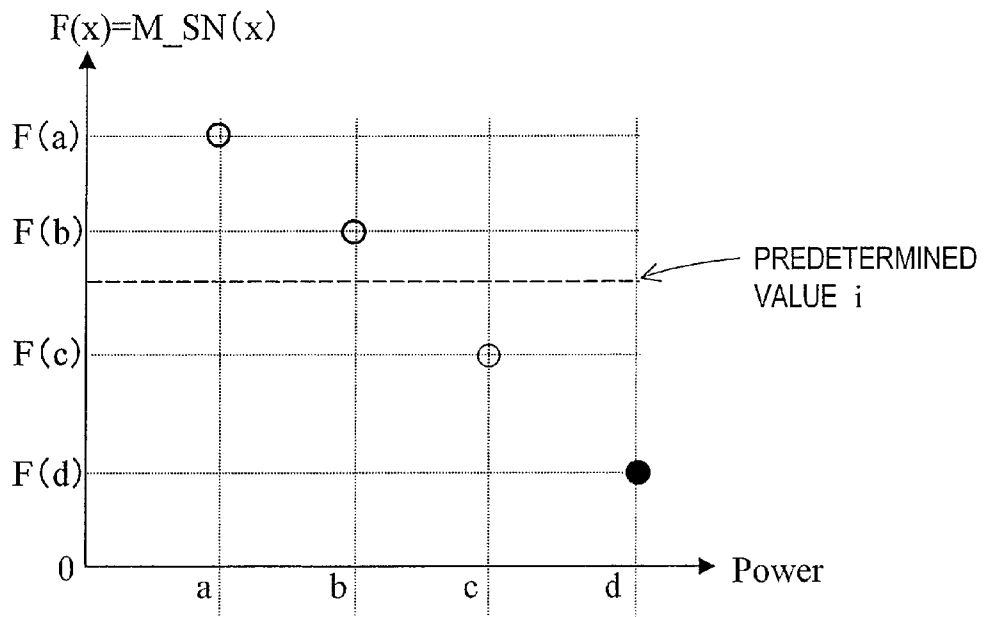 F(x)=M_SN(x)
F(a)
F(b)
PREDETERMINED
VALUE i
F(c)
F(d)
0
a b c d
Power